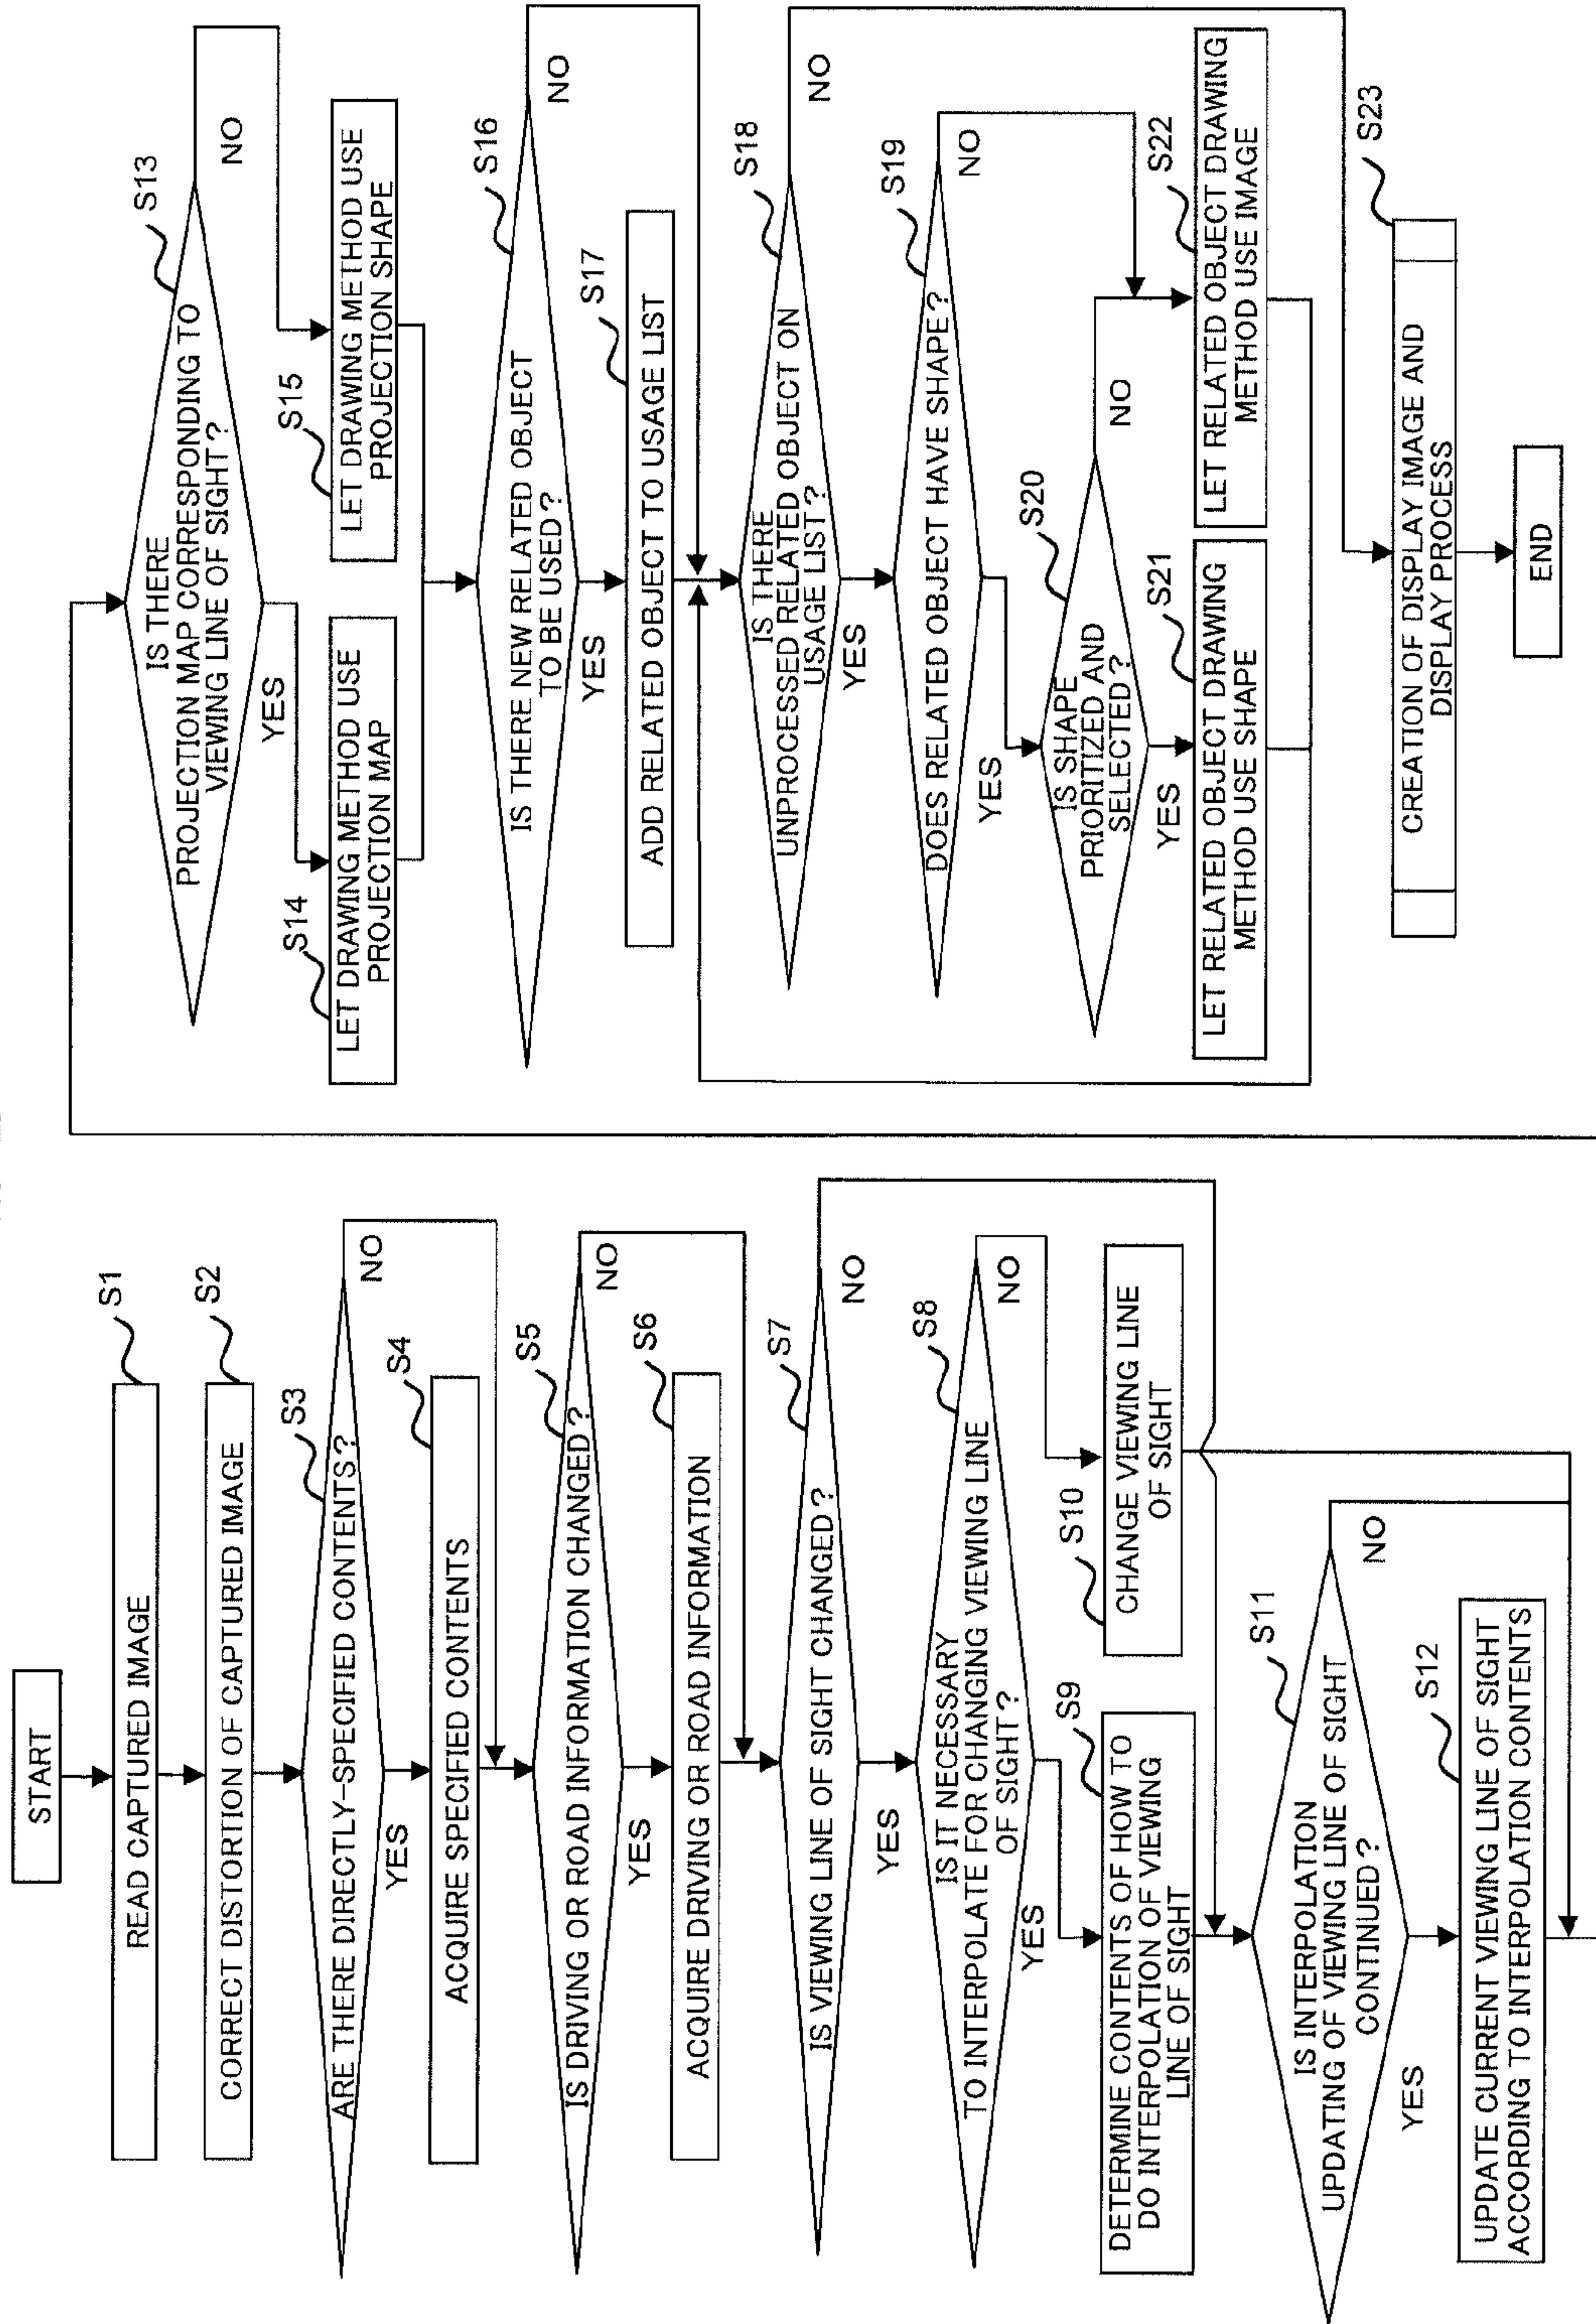 START
READ CAPTURED IMAGE
S1
CORRECT DISTORTION OF CAPTURED IMAGE
S2
ARE THERE DIRECTLY-SPECIFIED CONTENTS?
S3
YES
NO
ACQUIRE SPECIFIED CONTENTS
S4
IS DRIVING OR ROAD INFORMATION CHANGED?
S5
YES
NO
ACQUIRE DRIVING OR ROAD INFORMATION
S6
IS VIEWING LINE OF SIGHT CHANGED?
S7
YES
NO
IS IT NECESSARY
TO INTERPOLATE FOR CHANGING VIEWING LINE
OF SIGHT?
S8
YES
NO
DETERMINE CONTENTS OF HOW TO
DO INTERPOLATION OF VIEWING
LINE OF SIGHT
S9
CHANGE VIEWING LINE
OF SIGHT
S10
IS INTERPOLATION
UPDATING OF VIEWING LINE OF SIGHT
CONTINUED?
S11
YES
NO
UPDATE CURRENT VIEWING LINE OF SIGHT
ACCORDING TO INTERPOLATION CONTENTS
S12
IS THERE
PROJECTION MAP CORRESPONDING TO
VIEWING LINE OF SIGHT?
S13
YES
NO
LET DRAWING METHOD USE
PROJECTION MAP
S14
LET DRAWING METHOD USE
PROJECTION SHAPE
S15
IS THERE NEW RELATED OBJECT
TO BE USED?
S16
YES
NO
ADD RELATED OBJECT TO USAGE LIST
S17
IS THERE
UNPROCESSED RELATED OBJECT ON
USAGE LIST?
S18
YES
NO
DOES RELATED OBJECT HAVE SHAPE?
S19
YES
NO
IS SHAPE
PRIORITIZED AND
SELECTED?
S20
YES
NO
LET RELATED OBJECT DRAWING
METHOD USE SHAPE
S21
LET RELATED OBJECT DRAWING
METHOD USE IMAGE
S22
CREATION OF DISPLAY IMAGE AND
DISPLAY PROCESS
S23
END